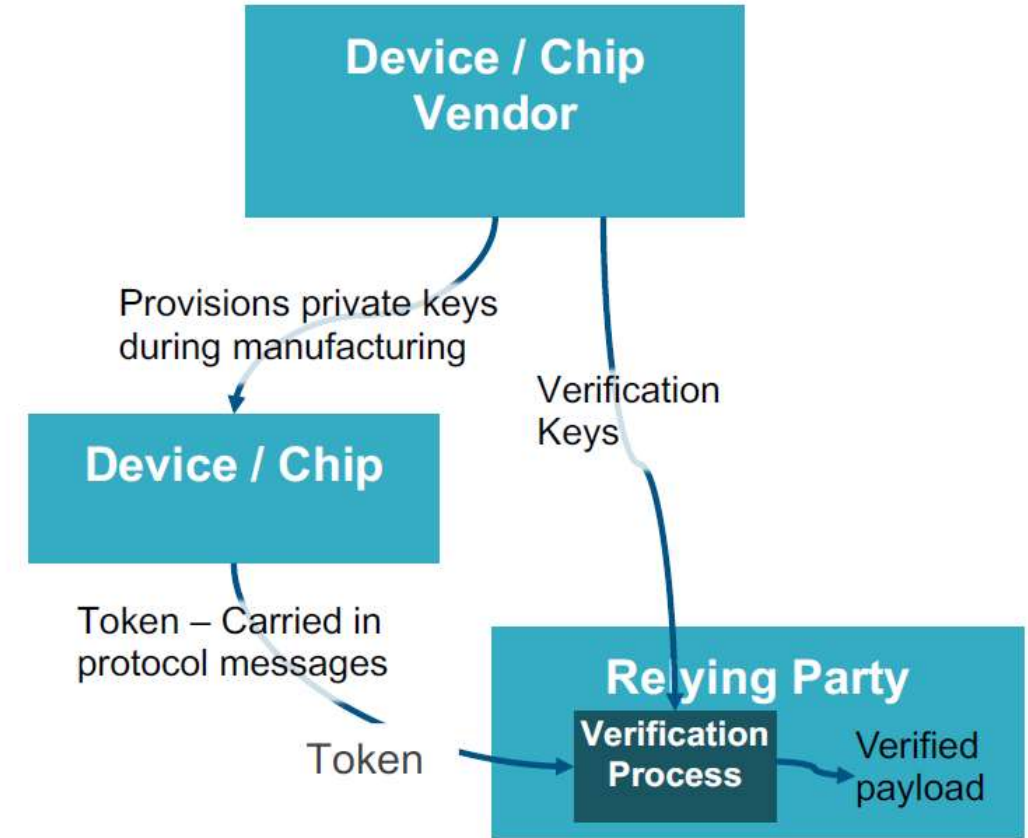 Device / Chip
Vendor
Provisions private keys
during manufacturing
Verification
Keys
Device / Chip
Token – Carried in
protocol messages
Relying Party
Token
Verification
Process
Verified
payload